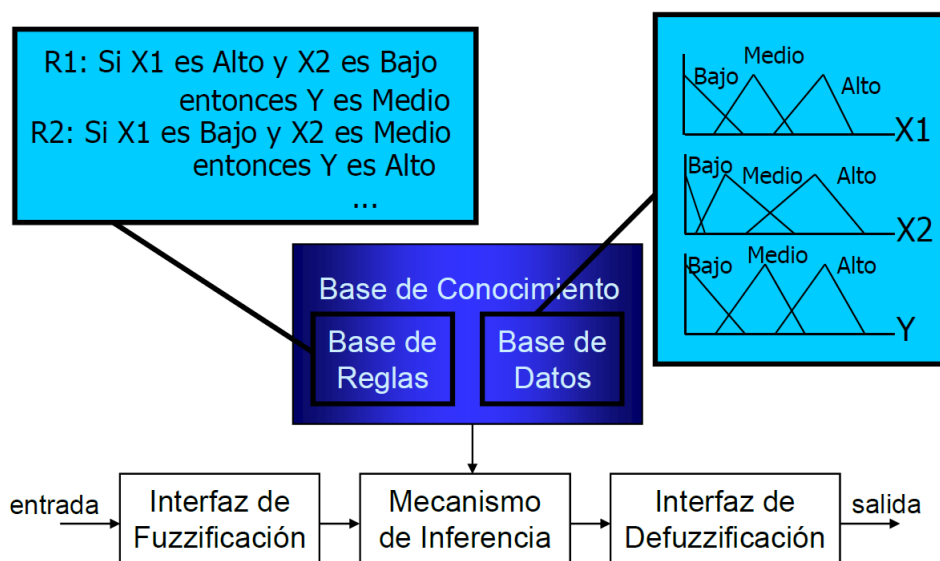 R1: Si X1 es Alto y X2 es Bajo
entonces Y es Medio
R2: Si X1 es Bajo y X2 es Medio
entonces Y es Alto
...
Medio
Bajo
Alto
X1
Bajo
Medio
Alto
X2
Bajo
Medio
Alto
Y
Base de Conocimiento
Base de
Reglas
Base de
Datos
entrada
Interfaz de
Fuzzificación
Mecanismo
de Inferencia
Interfaz de
Defuzzificación
salida